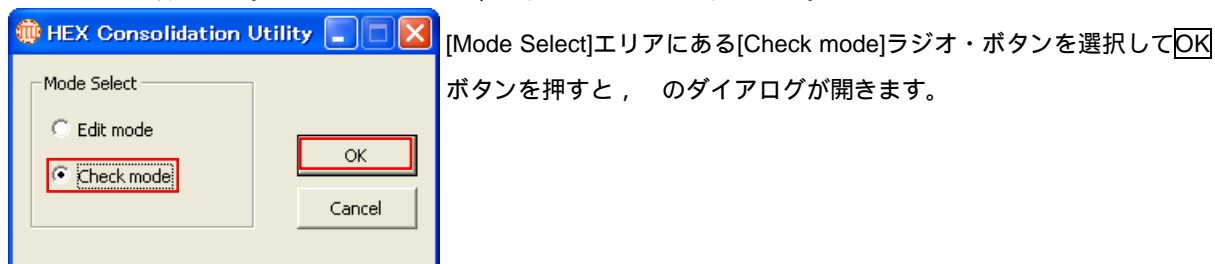 HEX Consolidation Utility
Mode Select
Edit mode
Check mode
OK
Cancel
[Mode Select]エリアにある[Check mode]ラジオ・ボタンを選択してOK
ボタンを押すと， のダイアログが開きます。